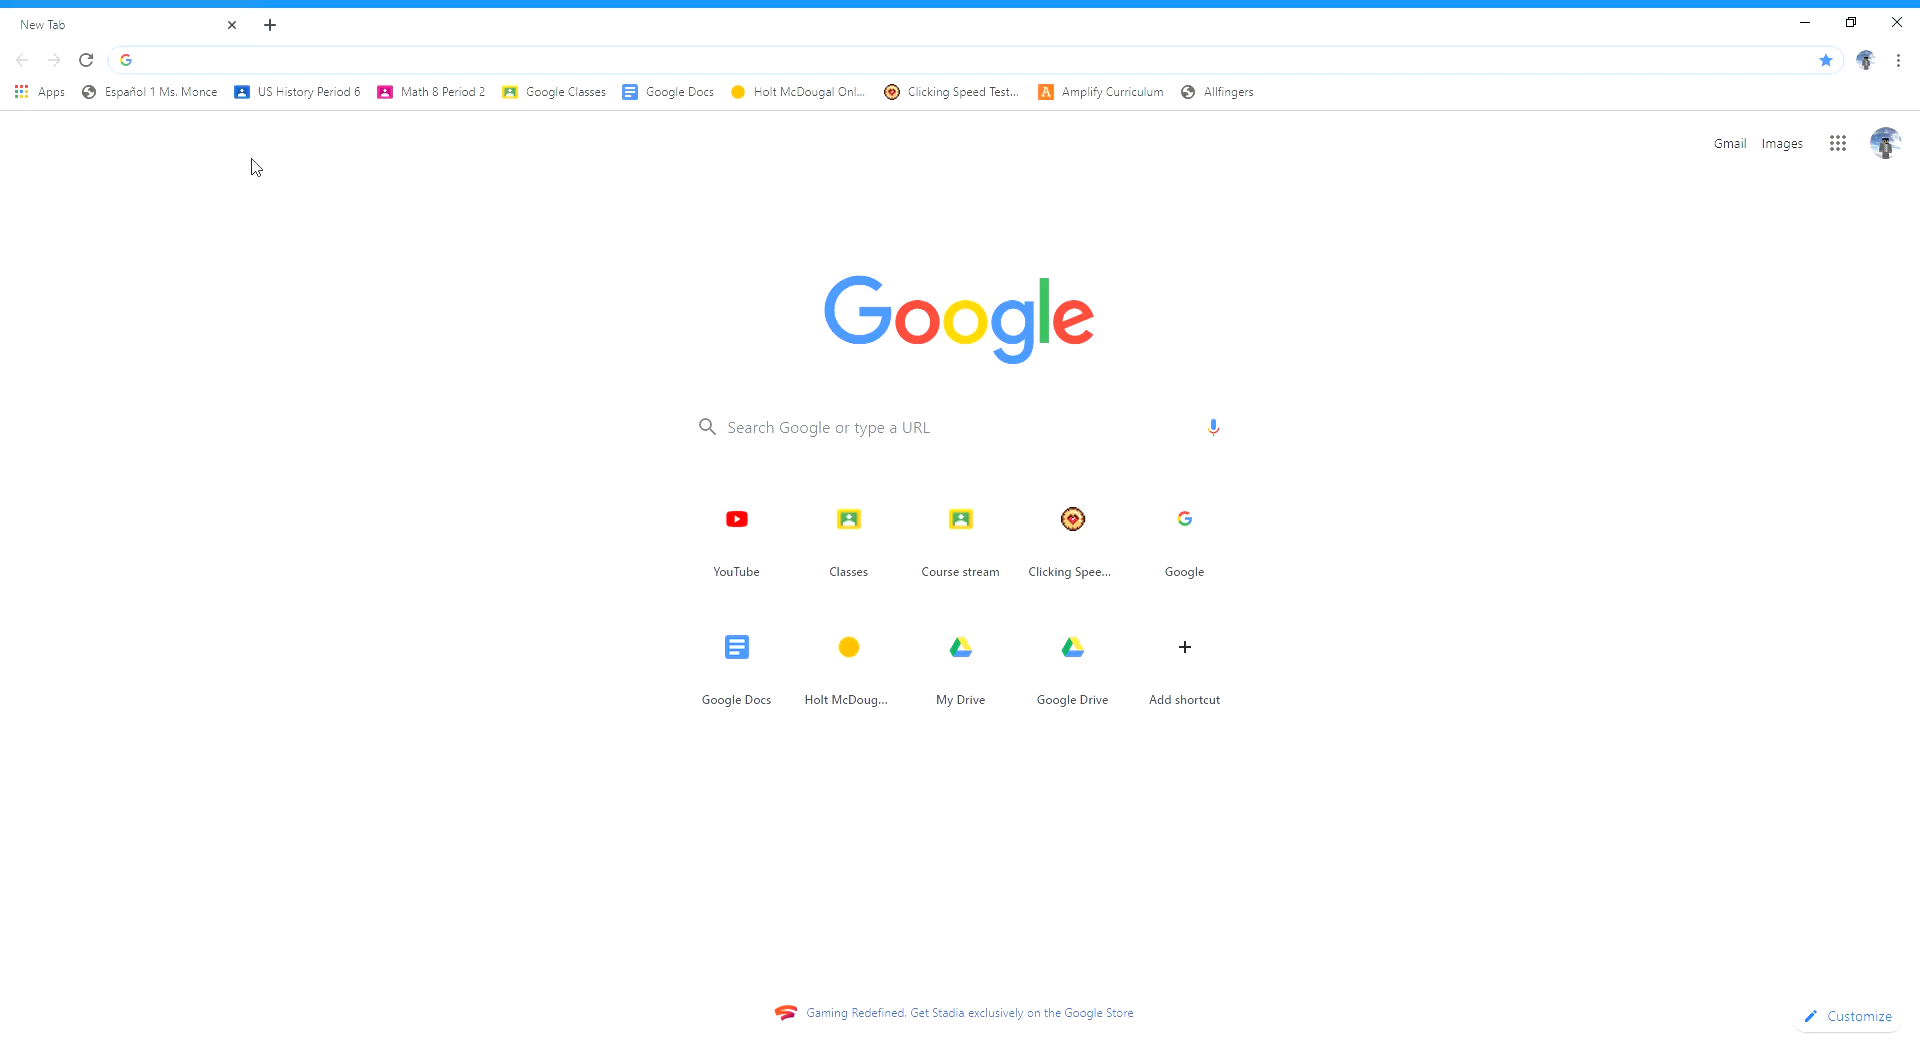 New Tab
Apps Español 1 Ms. Monce US History Period 6 Math 8 Period 2 Google Classes Google Docs Holt McDougal Onl... Clicking Speed Test... Amplify Curriculum Allfingers
Gmail Images
Google
Search Google or type a URL
YouTube Classes Course stream Clicking Spee... Google
Google Docs Holt McDoug... My Drive Google Drive Add shortcut
Gaming Redefined. Get Stadia exclusively on the Google Store
Customize